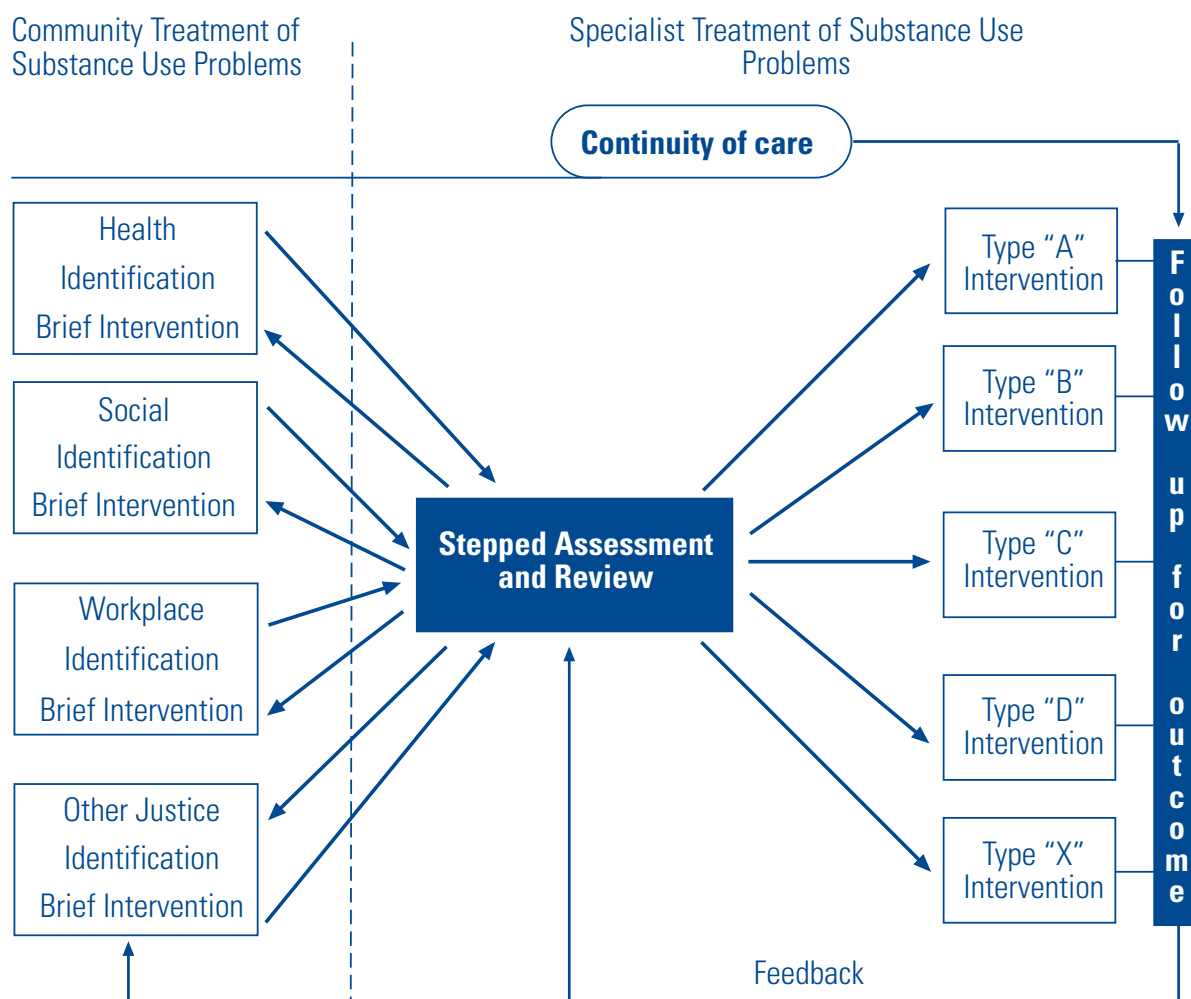 Community Treatment of
Substance Use Problems
Specialist Treatment of Substance Use
Problems
Continuity of care
Health
Identification
Brief Intervention
Social
Identification
Brief Intervention
Workplace
Identification
Brief Intervention
Other Justice
Identification
Brief Intervention
Stepped Assessment
and Review
Type “A”
Intervention
Type “B”
Intervention
Type “C”
Intervention
Type “D”
Intervention
Type “X”
Intervention
Follow up for outcome
Feedback